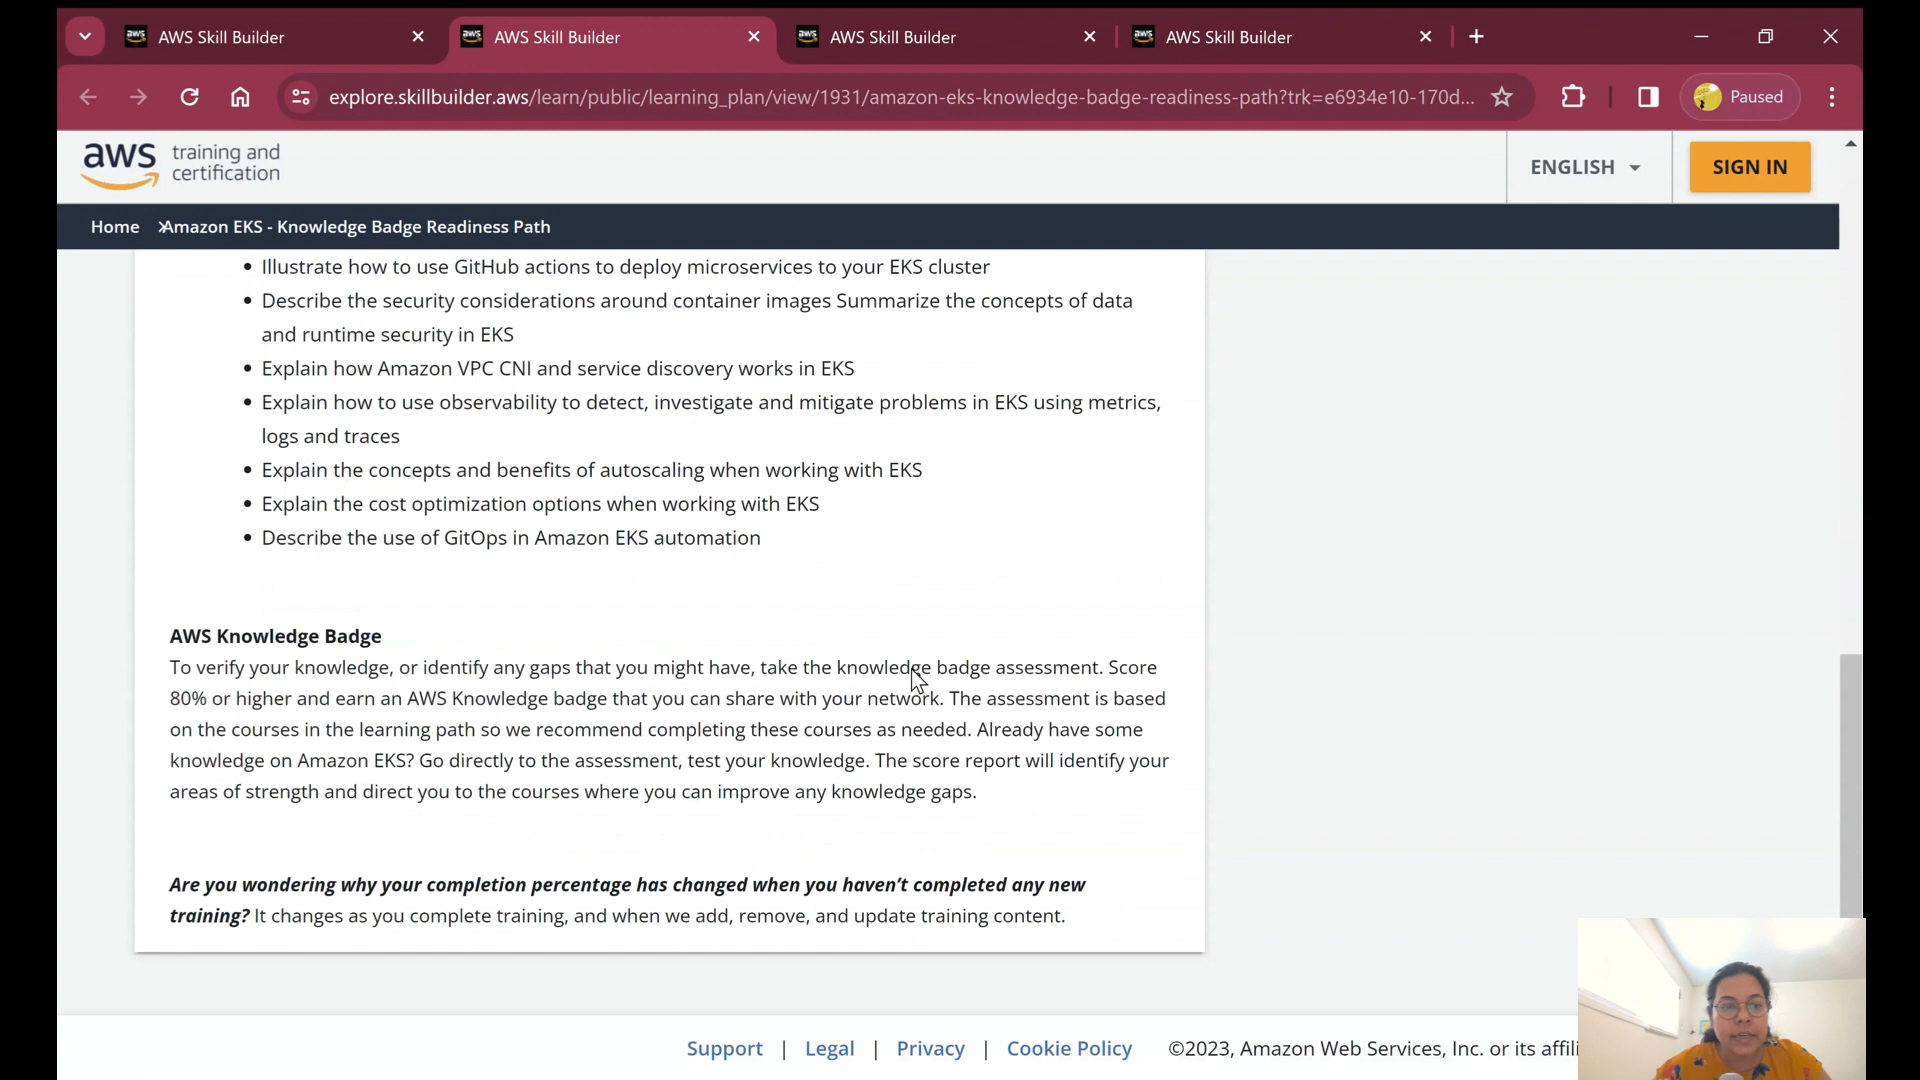 AWS Skill Builder
AWS Skill Builder
AWS Skill Builder
AWS Skill Builder
explore.skillbuilder.aws/learn/public/learning_plan/view/1931/amazon-eks-knowledge-badge-readiness-path?trk=e6934e10-170d...
Paused
aws training and certification
ENGLISH
SIGN IN
Home
Amazon EKS - Knowledge Badge Readiness Path
• Illustrate how to use GitHub actions to deploy microservices to your EKS cluster
• Describe the security considerations around container images Summarize the concepts of data
and runtime security in EKS
• Explain how Amazon VPC CNI and service discovery works in EKS
• Explain how to use observability to detect, investigate and mitigate problems in EKS using metrics,
logs and traces
• Explain the concepts and benefits of autoscaling when working with EKS
• Explain the cost optimization options when working with EKS
• Describe the use of GitOps in Amazon EKS automation
AWS Knowledge Badge
To verify your knowledge, or identify any gaps that you might have, take the knowledge badge assessment. Score
80% or higher and earn an AWS Knowledge badge that you can share with your network. The assessment is based
on the courses in the learning path so we recommend completing these courses as needed. Already have some
knowledge on Amazon EKS? Go directly to the assessment, test your knowledge. The score report will identify your
areas of strength and direct you to the courses where you can improve any knowledge gaps.
Are you wondering why your completion percentage has changed when you haven't completed any new
training? It changes as you complete training, and when we add, remove, and update training content.
Support | Legal | Privacy | Cookie Policy ©2023, Amazon Web Services, Inc. or its affili